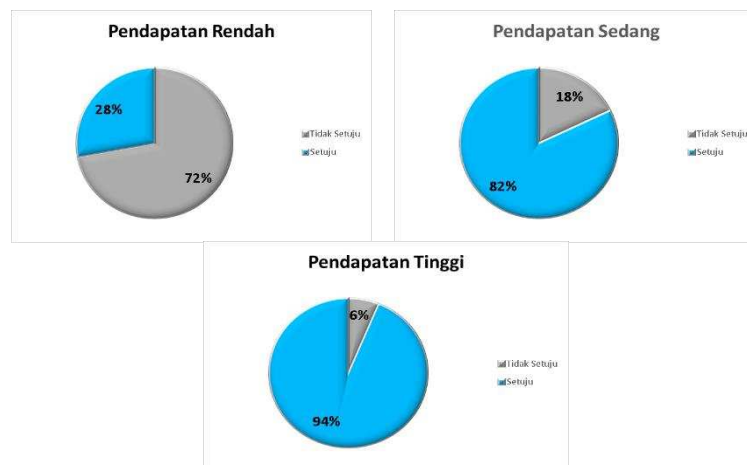 Pendapatan Rendah
28%
72%
Tidak Setuju
Setuju
Pendapatan Sedang
18%
82%
Tidak Setuju
Setuju
Pendapatan Tinggi
6%
94%
Tidak Setuju
Setuju